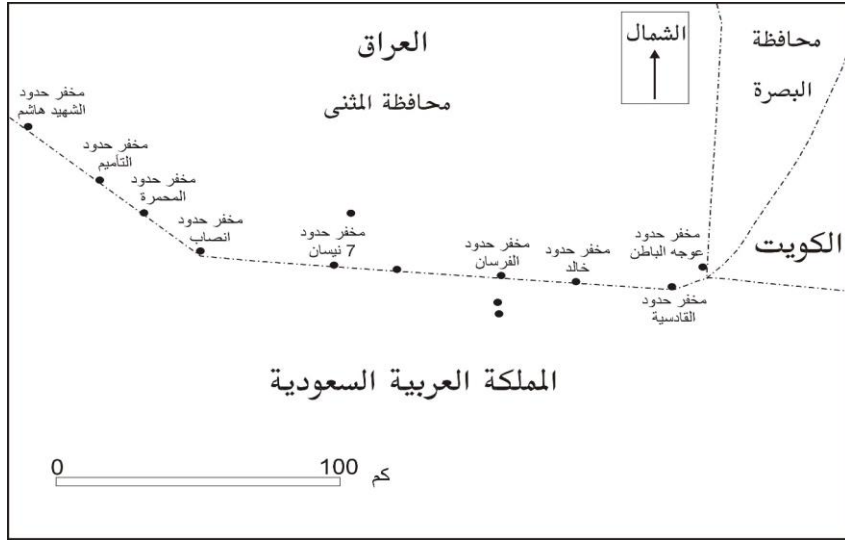 العراق
الشمال
محافظة
البصرة
محافظة المثنى
مخفر حدود
الشهيد هاشم
مخفر حدود
التأميم
مخفر حدود
المحمرة
مخفر حدود
انصاب
مخفر حدود
7 نيسان
مخفر حدود
الفرسان
مخفر حدود
خالد
مخفر حدود
عوجه الباطن
الكويت
مخفر حدود
القادسية
المملكة العربية السعودية
0 100 كم